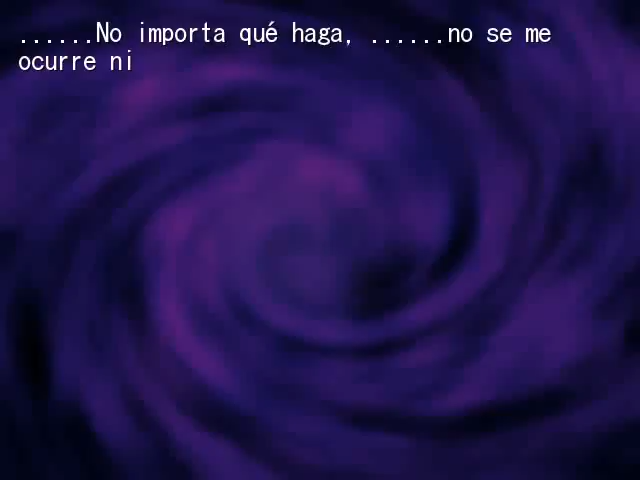 ......No importa qué haga, ......no se me
ocurre ni